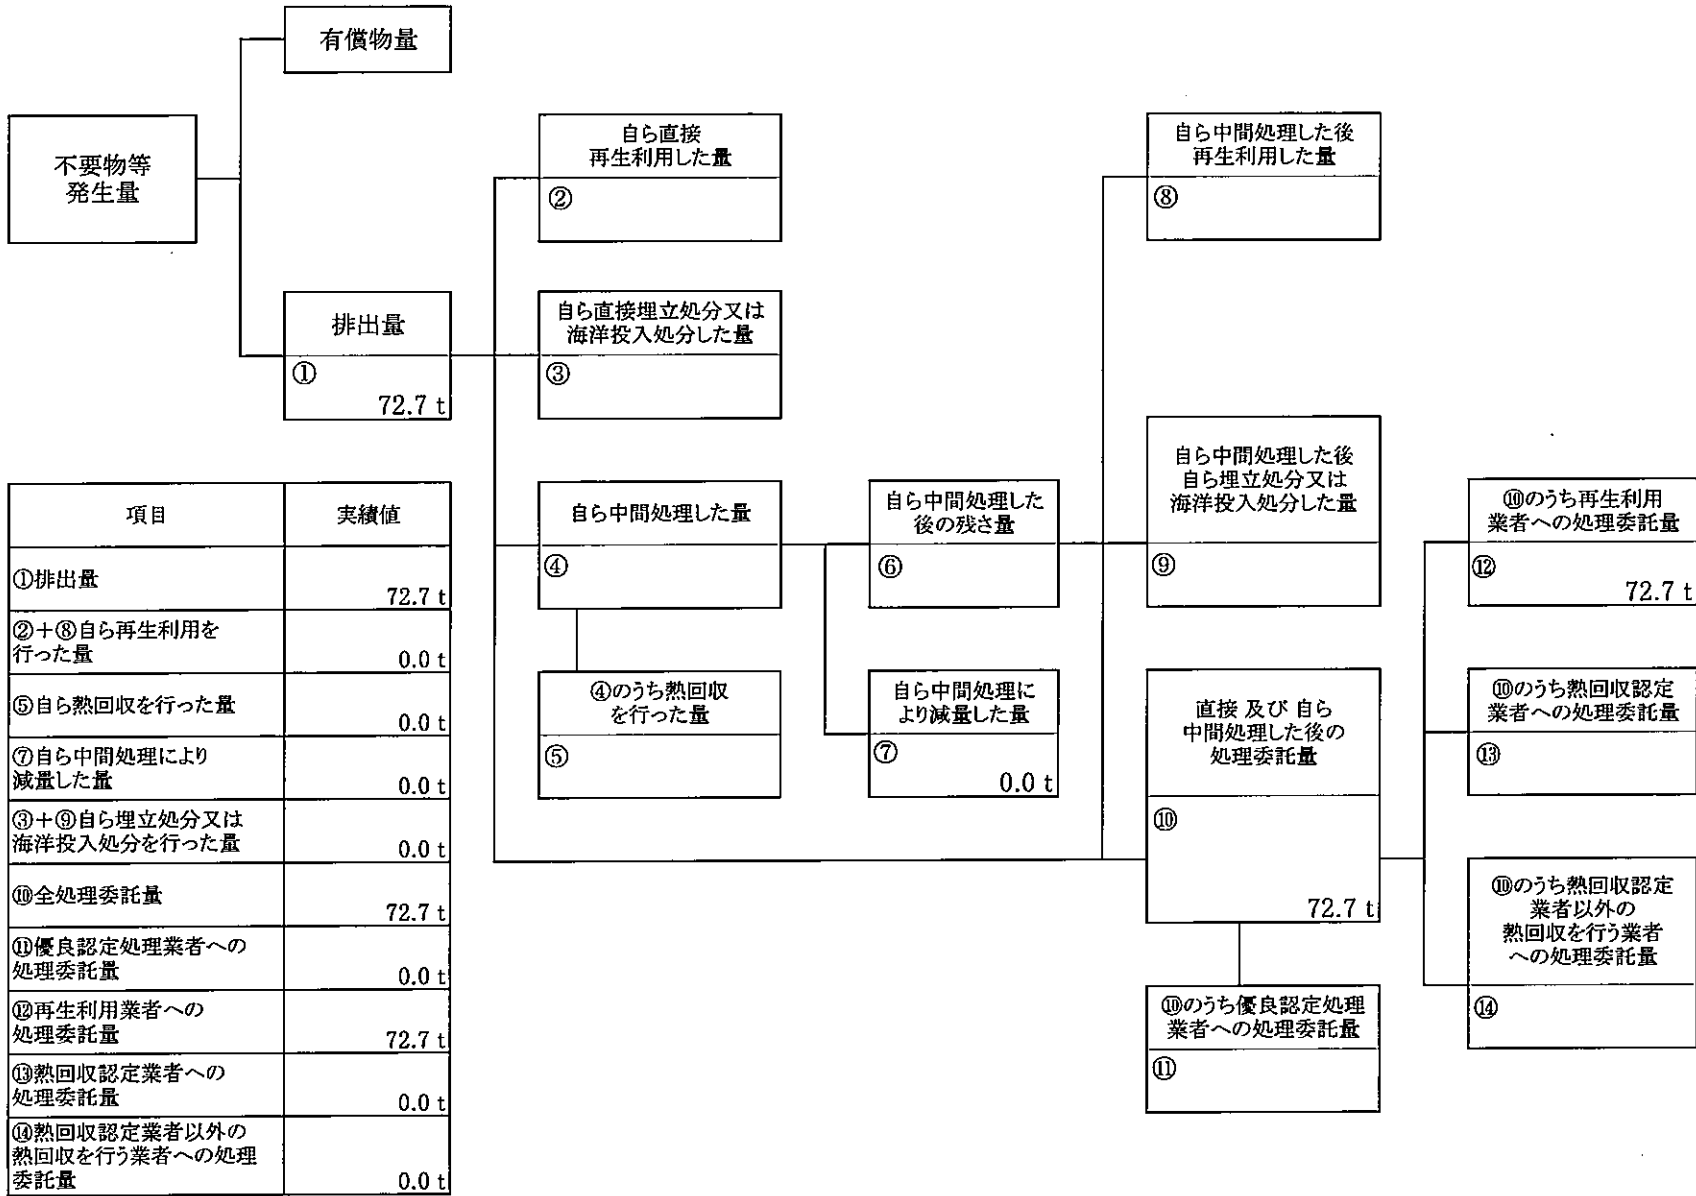 有償物量
不要物等
発生量
排出量
①
72.7 t
自ら直接
再生利用した量
②
自ら直接埋立処分又は
海洋投入処分した量
③
自ら中間処理した量
④
④のうち熱回収
を行った量
⑤
自ら中間処理した
後の残さ量
⑥
自ら中間処理に
より減量した量
⑦
0.0 t
自ら中間処理した後
再生利用した量
⑧
自ら中間処理した後
自ら埋立処分又は
海洋投入処分した量
⑨
直接 及び 自ら
中間処理した後の
処理委託量
⑩
72.7 t
⑩のうち優良認定処理
業者への処理委託量
⑪
⑩のうち再生利用
業者への処理委託量
⑫
72.7 t
⑩のうち熱回収認定
業者への処理委託量
⑬
⑩のうち熱回収認定
業者以外の
熱回収を行う業者
への処理委託量
⑭
項目 実績値
①排出量
72.7 t
②+⑧自ら再生利用を
行った量 0.0 t
⑤自ら熱回収を行った量
0.0 t
⑦自ら中間処理により
減量した量 0.0 t
③+⑨自ら埋立処分又は
海洋投入処分を行った量 0.0 t
⑩全処理委託量
72.7 t
⑪優良認定処理業者への
処理委託量 0.0 t
⑫再生利用業者への
処理委託量 72.7 t
⑬熱回収認定業者への
処理委託量 0.0 t
⑭熱回収認定業者以外の
熱回収を行う業者への処理
委託量 0.0 t